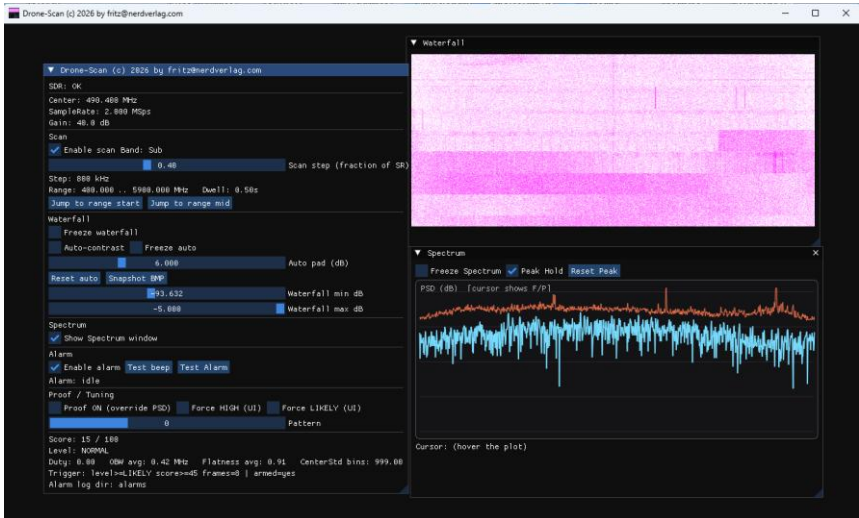 Drone-Scan (c) 2026 by fritz@nerdverlag.com
Drone-Scan (c) 2026 by fritz@nerdverlag.com
SDR: OK
Center: 490.400 MHz
SampleRate: 2.000 MSps
Gain: 48.0 dB
Scan
Enable scan Band: Sub
0.40 Scan step (fraction of SR)
Step: 800 kHz
Range: 400.000 .. 5900.000 MHz Dwell: 0.50s
Jump to range start Jump to range mid
Waterfall
Freeze waterfall
Auto-contrast Freeze auto
6.000 Auto pad (dB)
Reset auto Snapshot BMP
-93.632 Waterfall min dB
-5.000 Waterfall max dB
Spectrum
Show Spectrum window
Alarm
Enable alarm Test beep Test Alarm
Alarm: idle
Proof / Tuning
Proof ON (override PSD) Force HIGH (UI) Force LIKELY (UI)
0 Pattern
Score: 15 / 100
Level: NORMAL
Duty: 0.00 OBW avg: 0.42 MHz Flatness avg: 0.91 CenterStd bins: 999.00
Trigger: level>=LIKELY score>=45 frames=8 | armed=yes
Alarm log dir: alarms
Waterfall
Spectrum
Freeze Spectrum Peak Hold Reset Peak
PSD (dB) [cursor shows F/P]
Cursor: (hover the plot)